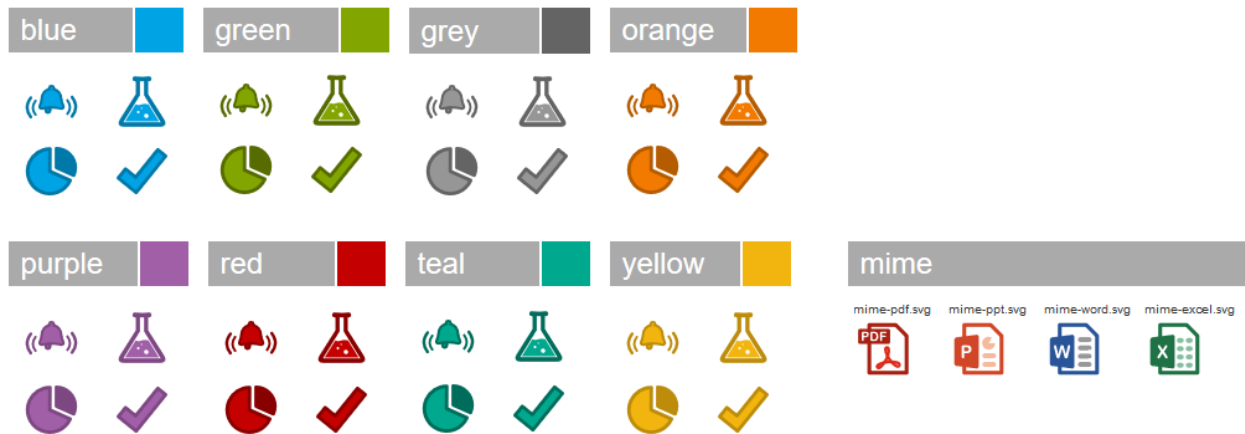 blue
green
grey
orange
purple
red
teal
yellow
mime
mime-pdf.svg
mime-ppt.svg
mime-word.svg
mime-excel.svg
PDF
P
W
X